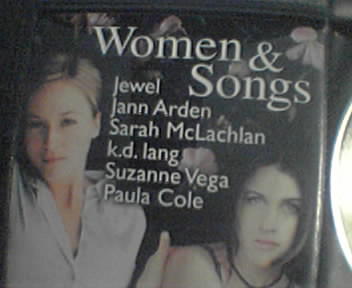 Women &
Songs
Jewel
Jann Arden
Sarah McLachlan
k.d. lang
Suzanne Vega
Paula Cole